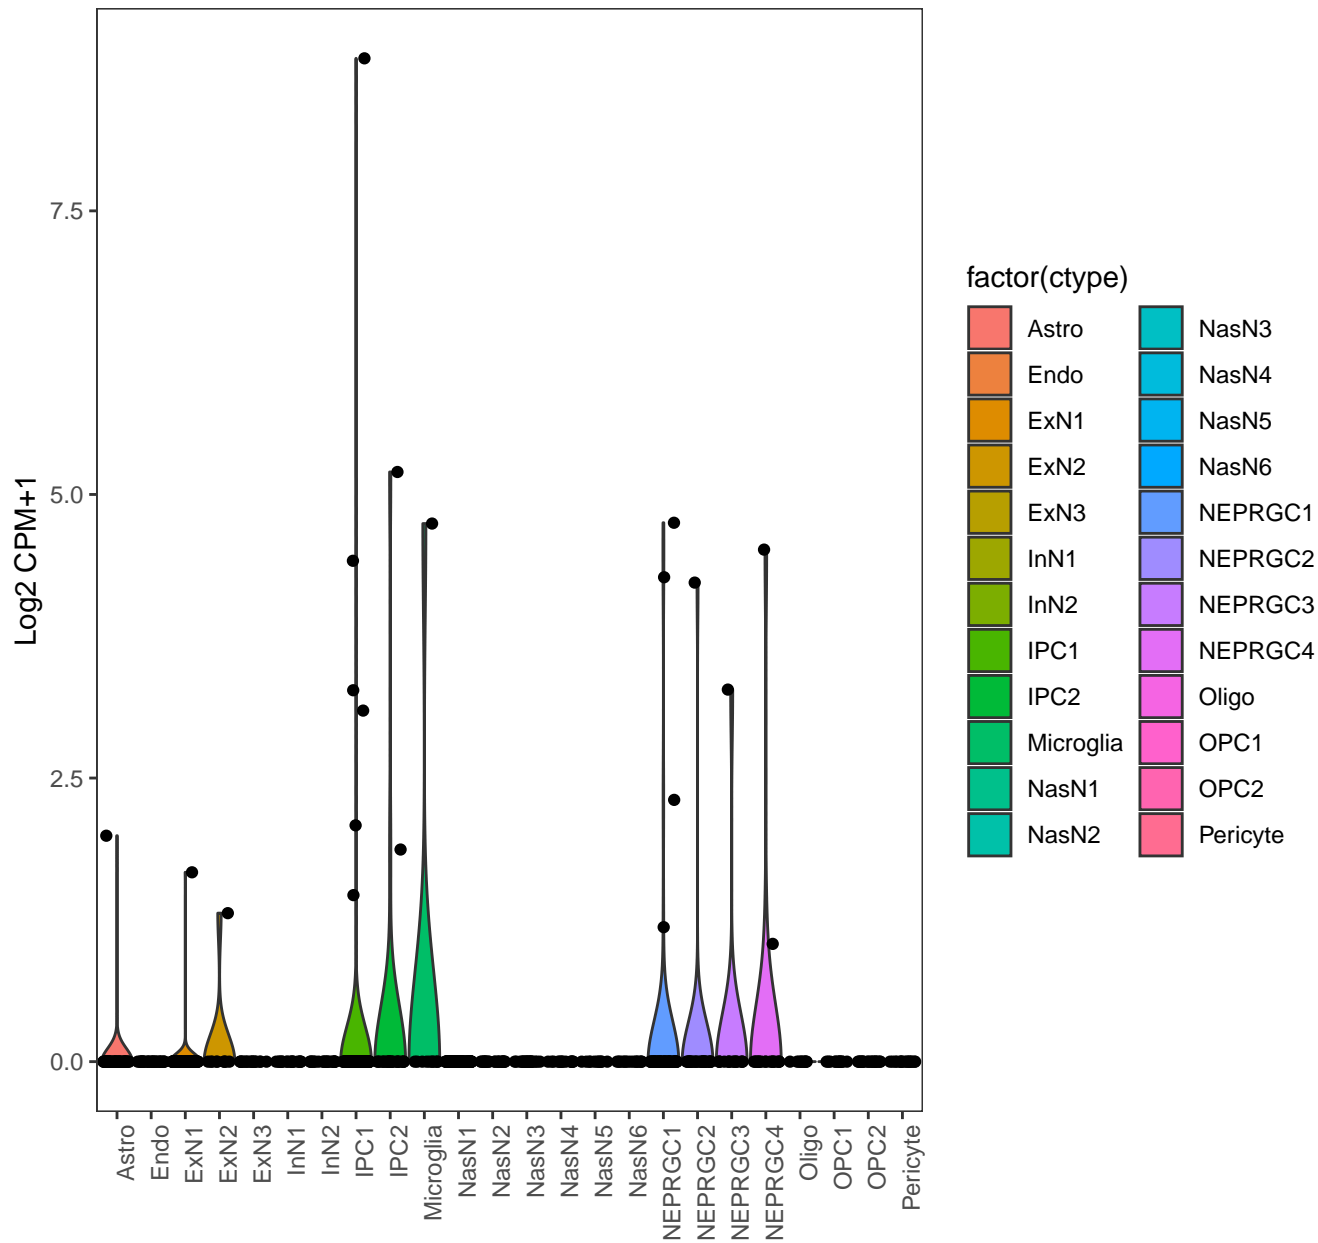 7.5
5.0
2.5
0.0
Log2 CPM+1
Astro
Endo
ExN1
ExN2
ExN3
InN1
InN2
IPC1
IPC2
Microglia
NasN1
NasN2
NasN3
NasN4
NasN5
NasN6
NEPRGC1
NEPRGC2
NEPRGC3
NEPRGC4
Oligo
OPC1
OPC2
Pericyte
factor(ctype)
Astro
Endo
ExN1
ExN2
ExN3
InN1
InN2
IPC1
IPC2
Microglia
NasN1
NasN2
NasN3
NasN4
NasN5
NasN6
NEPRGC1
NEPRGC2
NEPRGC3
NEPRGC4
Oligo
OPC1
OPC2
Pericyte